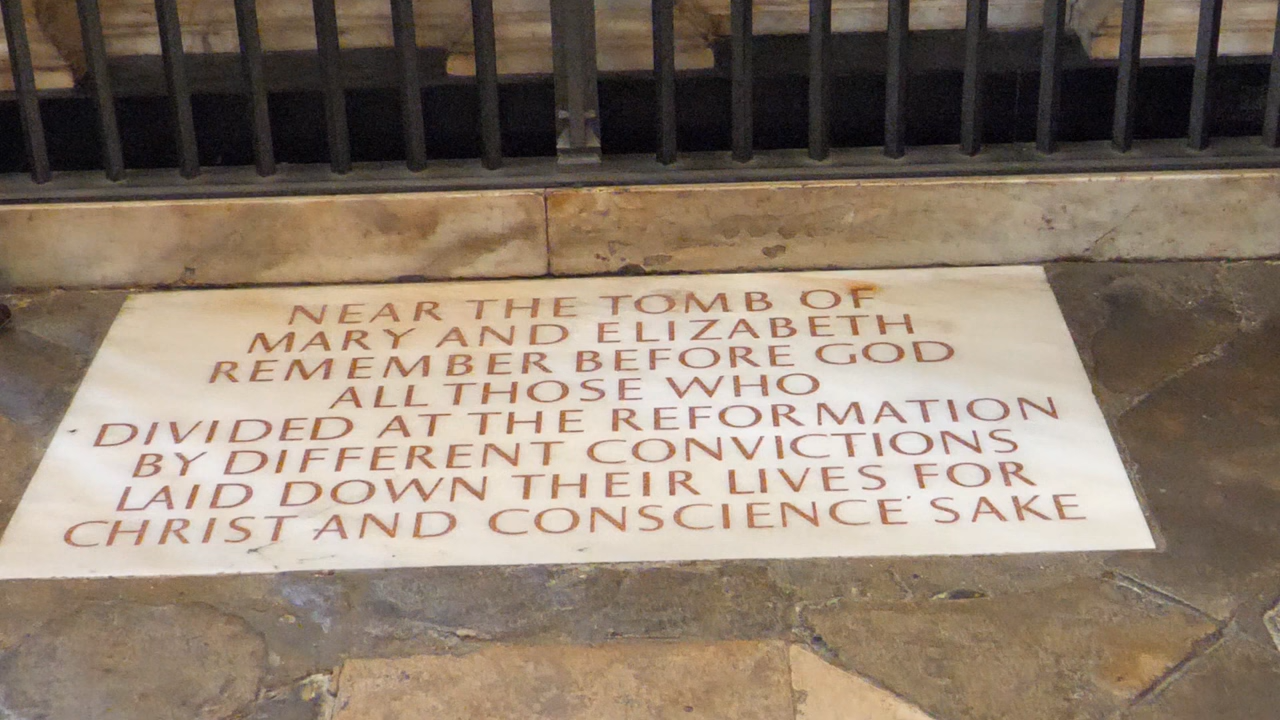 NEAR THE TOMB OF
MARY AND ELIZABETH
REMEMBER BEFORE GOD
ALL THOSE WHO
DIVIDED AT THE REFORMATION
BY DIFFERENT CONVICTIONS
LAID DOWN THEIR LIVES FOR
CHRIST AND CONSCIENCE' SAKE